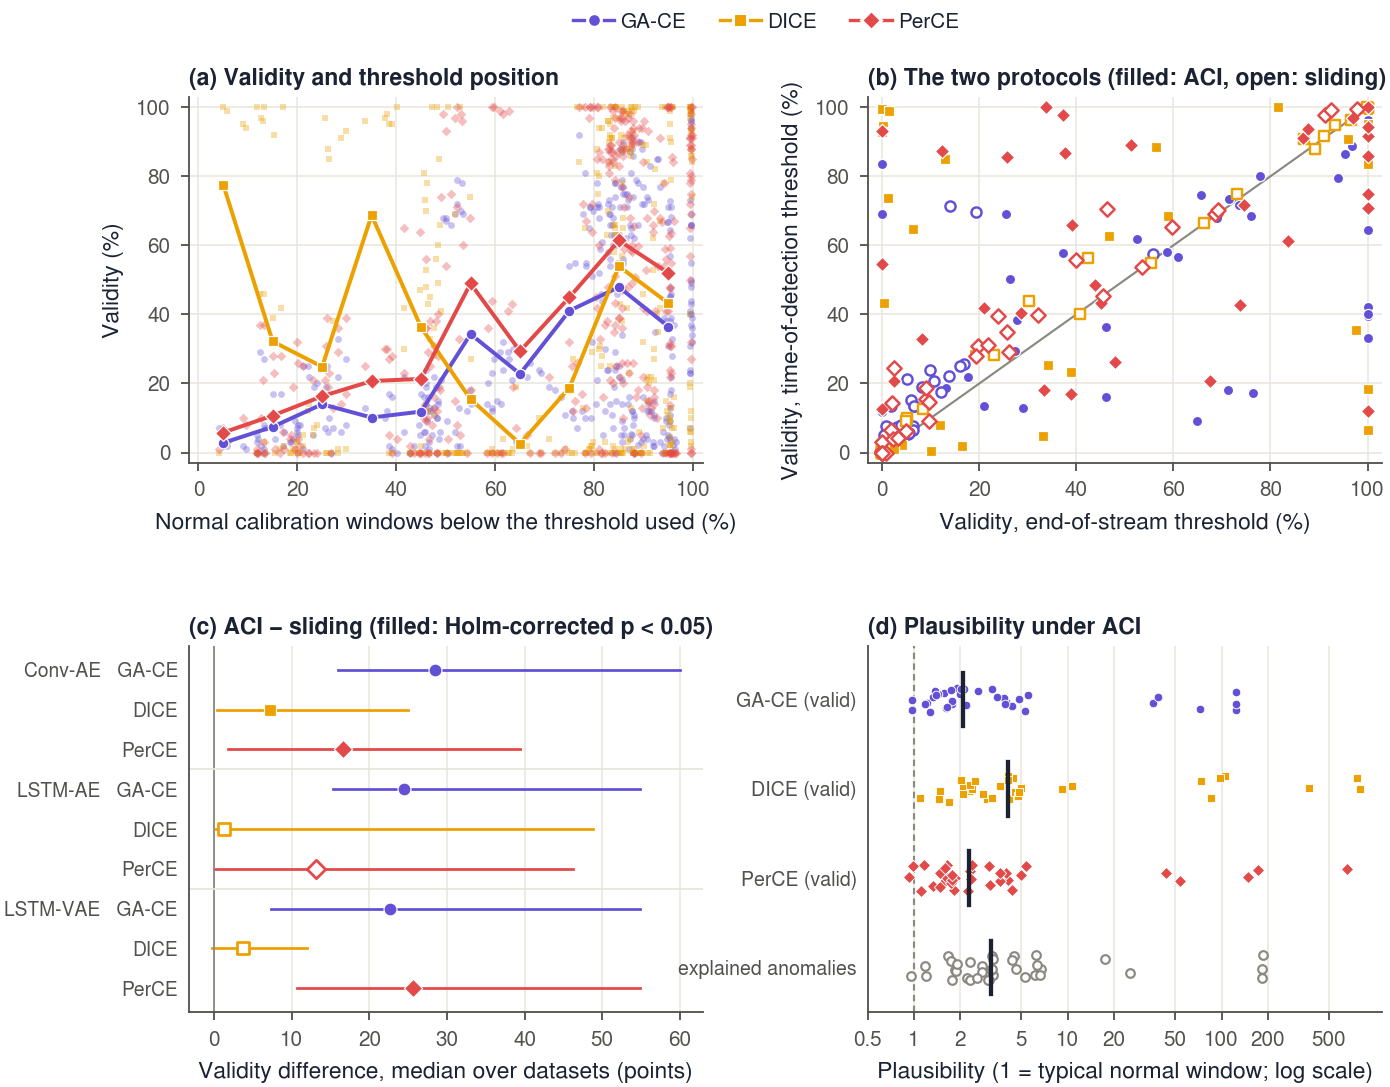 GA-CE DICE PerCE
(a) Validity and threshold position
Validity (%)
100
80
60
40
20
0
0 20 40 60 80 100
Normal calibration windows below the threshold used (%)
(b) The two protocols (filled: ACI, open: sliding)
Validity, time-of-detection threshold (%)
100
80
60
40
20
0
0 20 40 60 80 100
Validity, end-of-stream threshold (%)
(c) ACI – sliding (filled: Holm-corrected p < 0.05)
Conv-AE GA-CE
DICE
PerCE
LSTM-AE GA-CE
DICE
PerCE
LSTM-VAE GA-CE
DICE
PerCE
0 10 20 30 40 50 60
Validity difference, median over datasets (points)
(d) Plausibility under ACI
GA-CE (valid)
DICE (valid)
PerCE (valid)
explained anomalies
0.5 1 2 5 10 20 50 100 200 500
Plausibility (1 = typical normal window; log scale)